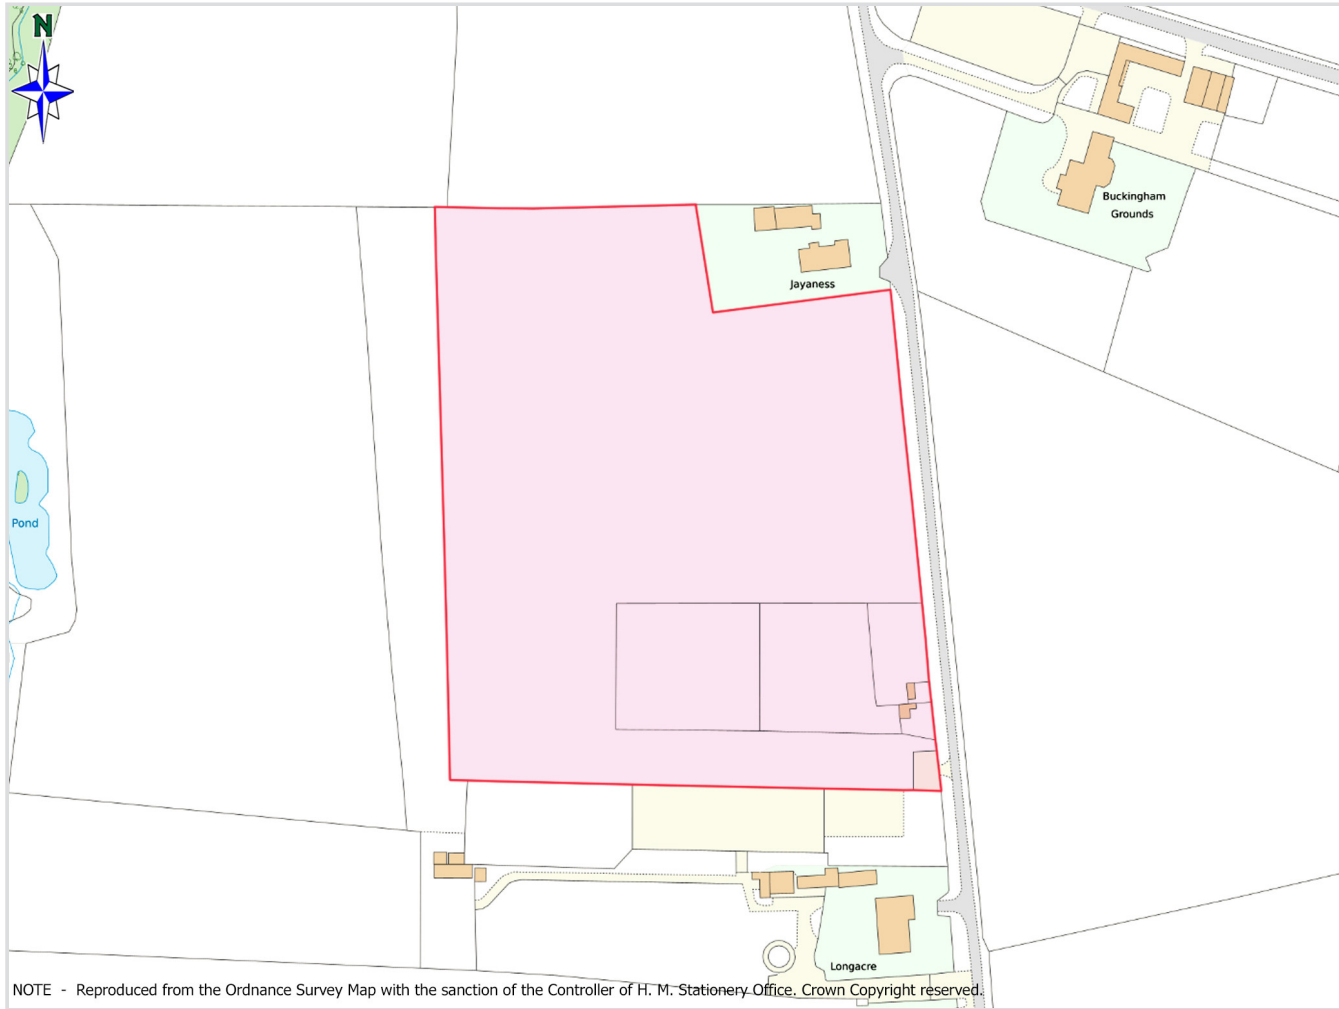 N
Buckingham
Grounds
Jayaness
Pond
Longacre
NOTE - Reproduced from the Ordnance Survey Map with the sanction of the Controller of H. M. Stationery Office. Crown Copyright reserved.